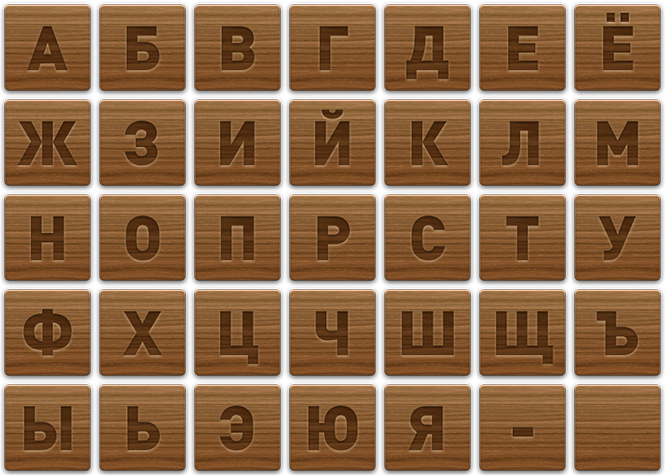 А Б В Г Д Е Ё
Ж З И Й К Л М
Н О П Р С Т У
Ф Х Ц Ч Ш Щ Ъ
Ы Ь Э Ю Я -